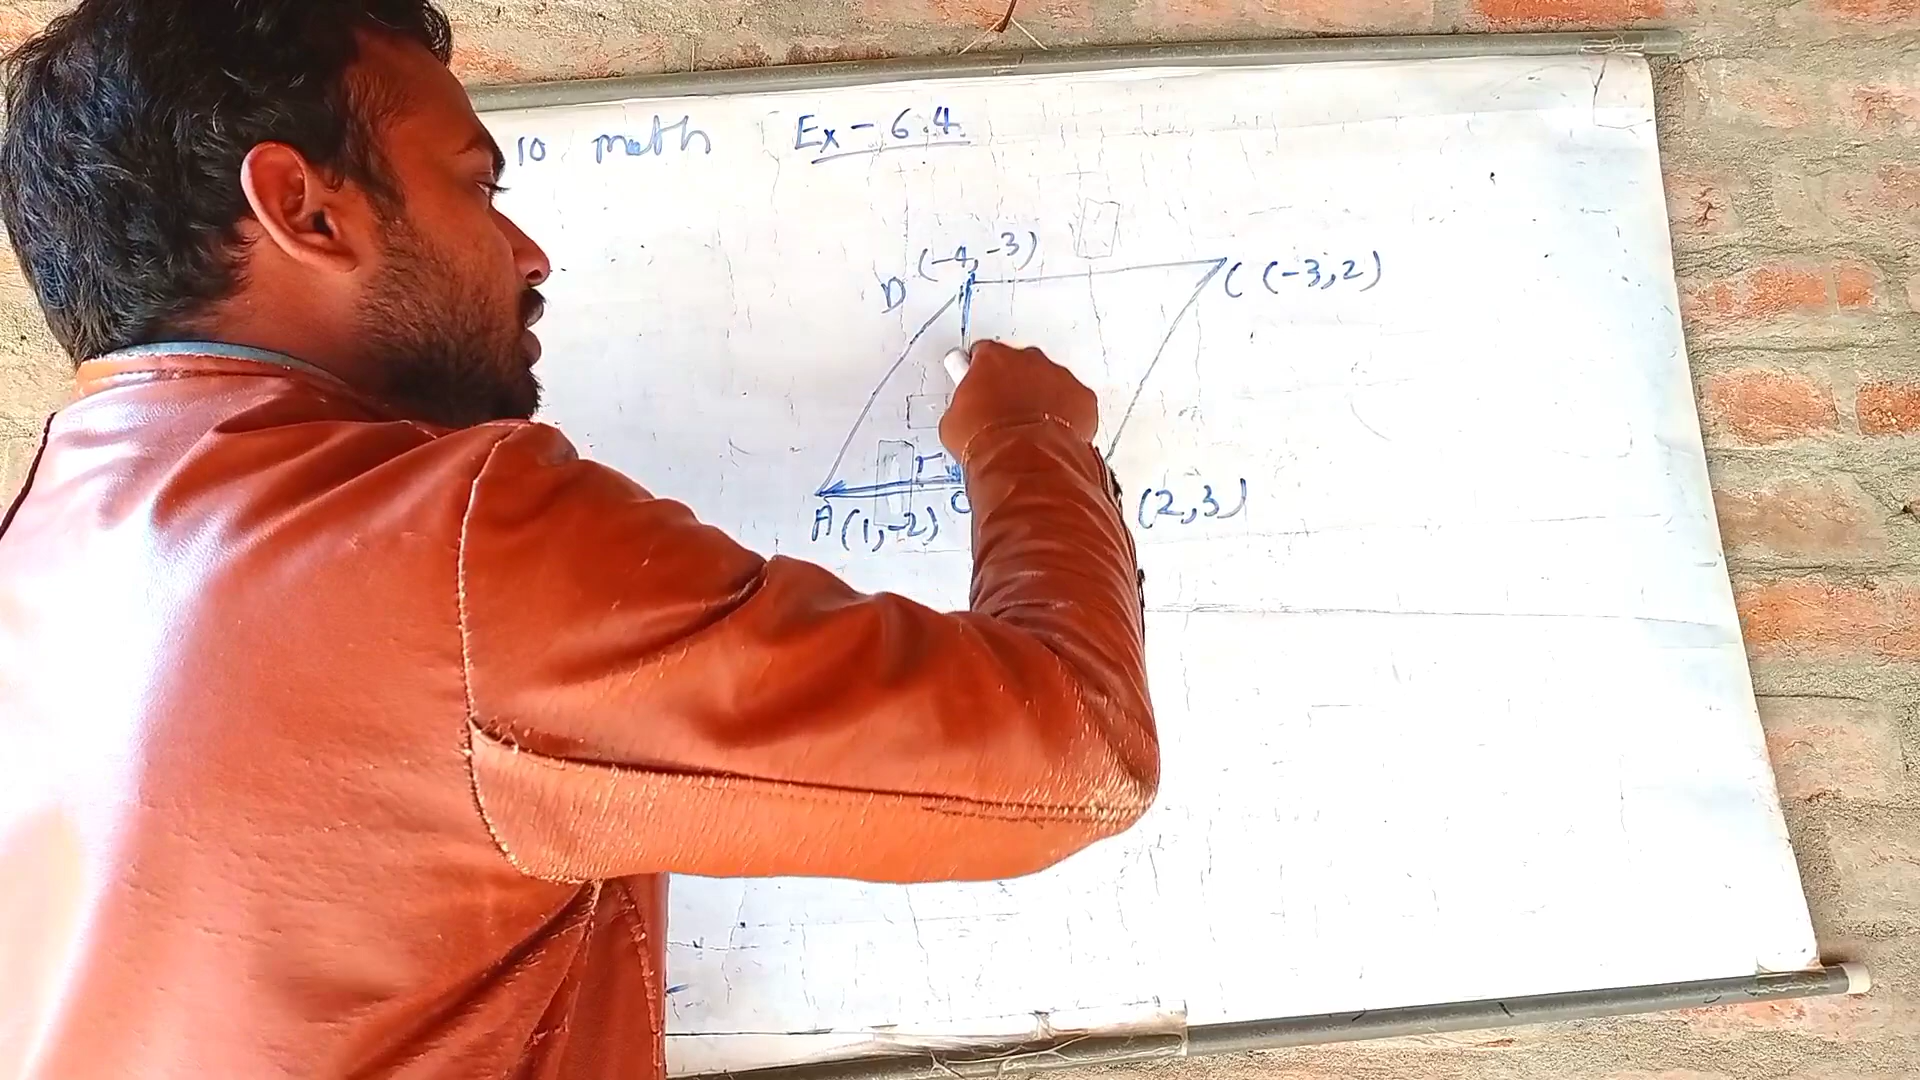 10 math Ex-6.4
(-4,-3)
D C (-3,2)
A (1,-2) (2,3)